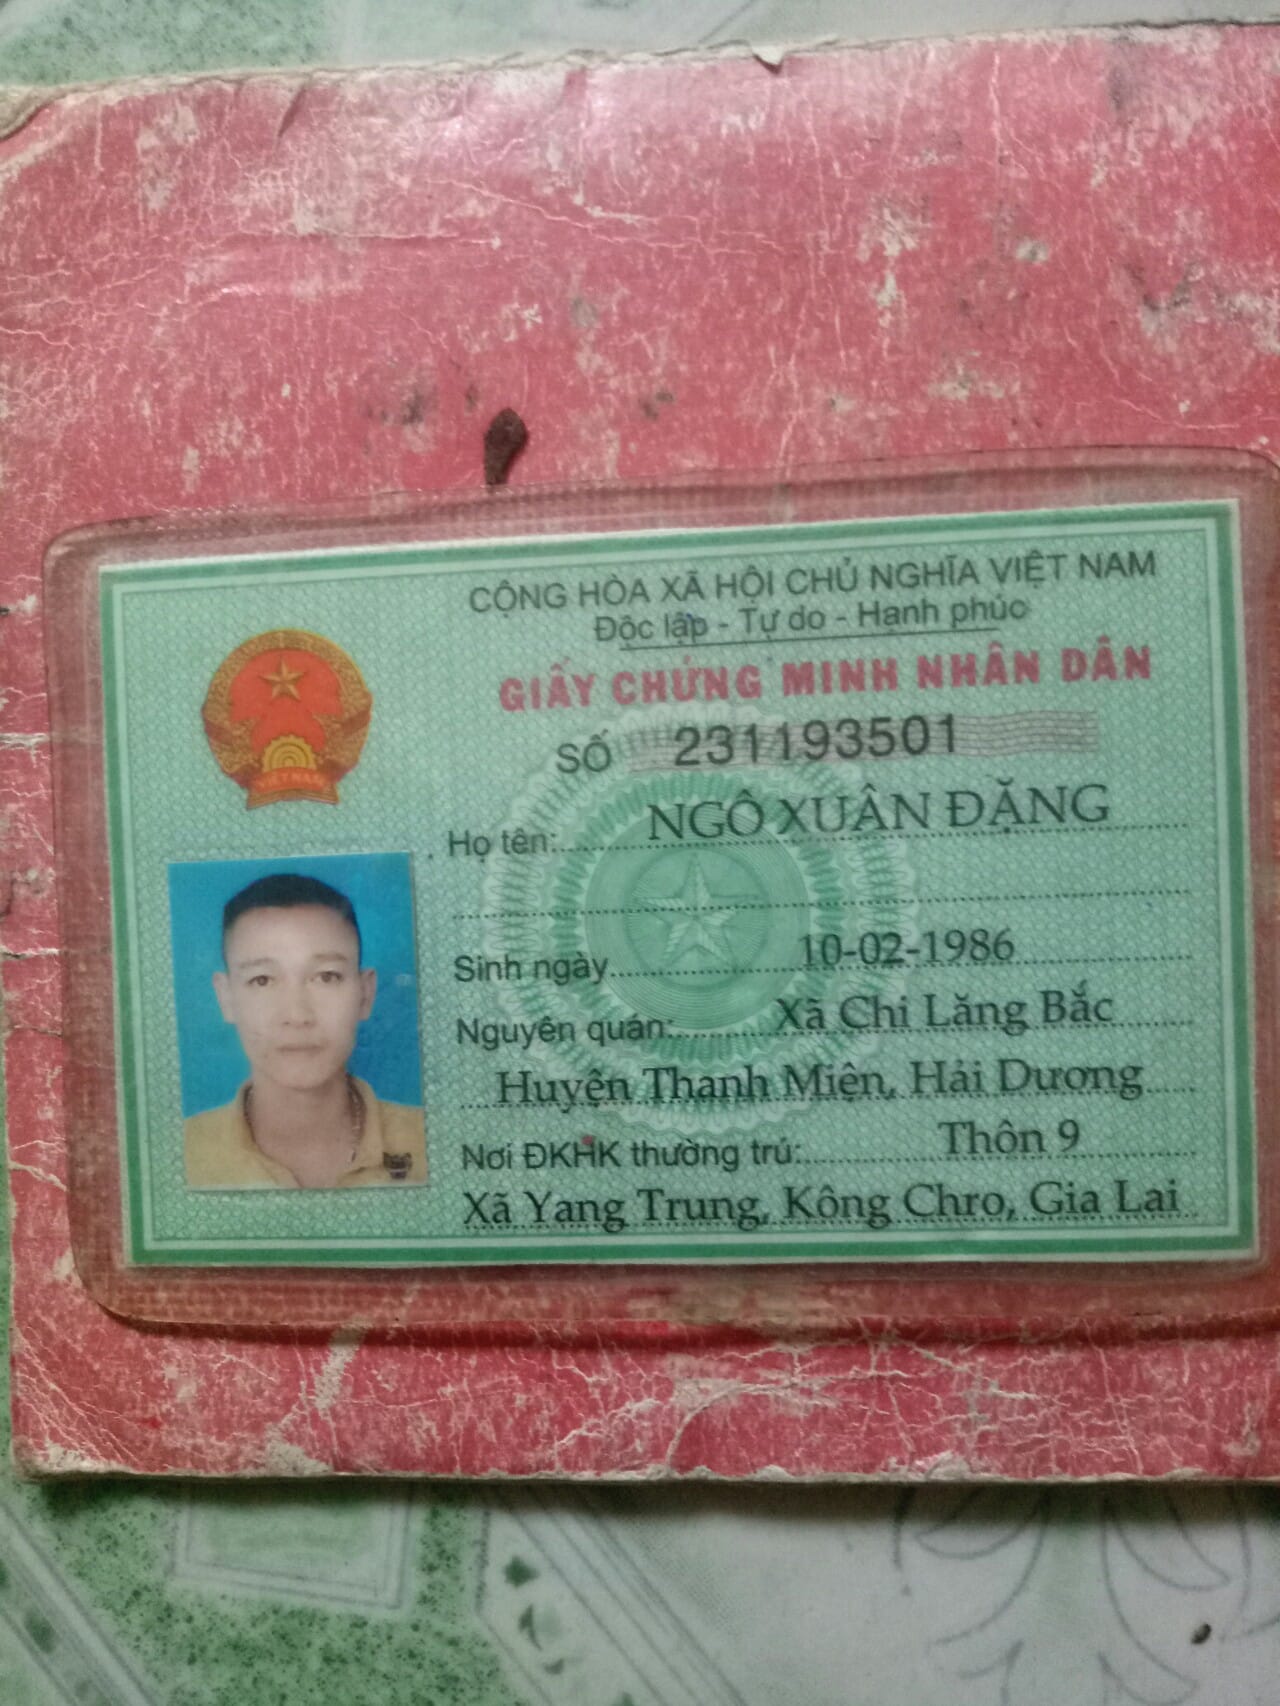 CỘNG HÒA XÃ HỘI CHỦ NGHĨA VIỆT NAM
Độc lập - Tự do - Hạnh phúc
GIẤY CHỨNG MINH NHÂN DÂN
SỐ 231193501
Họ tên: NGÔ XUÂN ĐẶNG
Sinh ngày 10-02-1986
Nguyên quán: Xã Chi Lăng Bắc
Huyện Thanh Miện, Hải Dương
Nơi ĐKHK thường trú: Thôn 9
Xã Yang Trung, Kông Chro, Gia Lai
VIỆT NAM